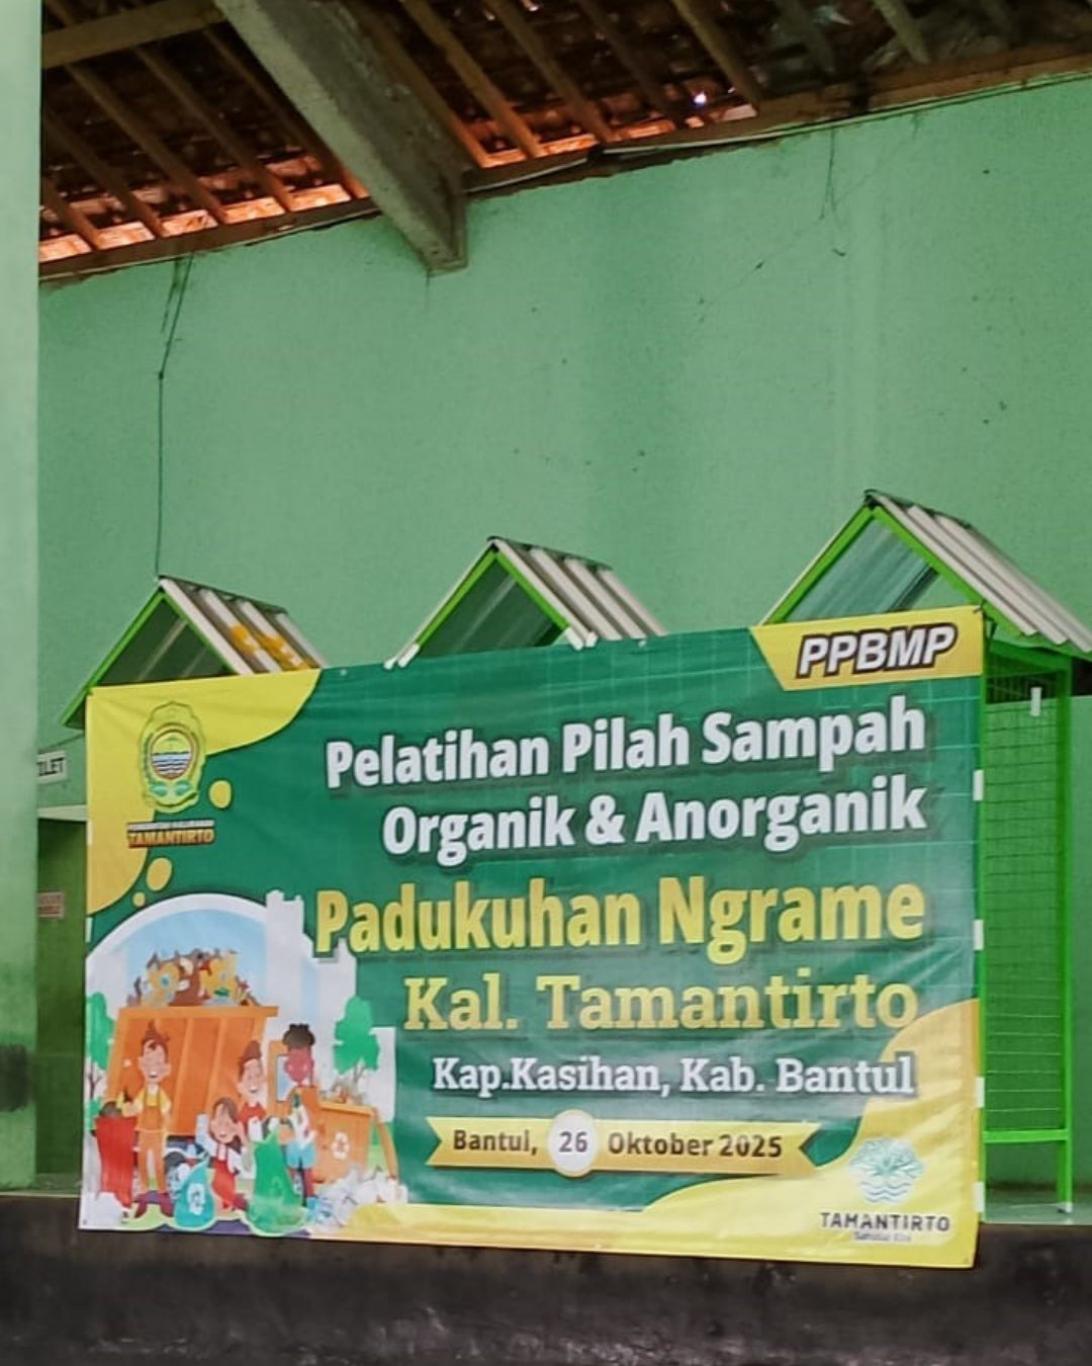 PPBMP
Pelatihan Pilah Sampah
Organik & Anorganik
TAMANTIRTO
Padukuhan Ngrame
Kal. Tamantirto
Kap.Kasihan, Kab. Bantul
Bantul, 26 Oktober 2025
TAMANTIRTO